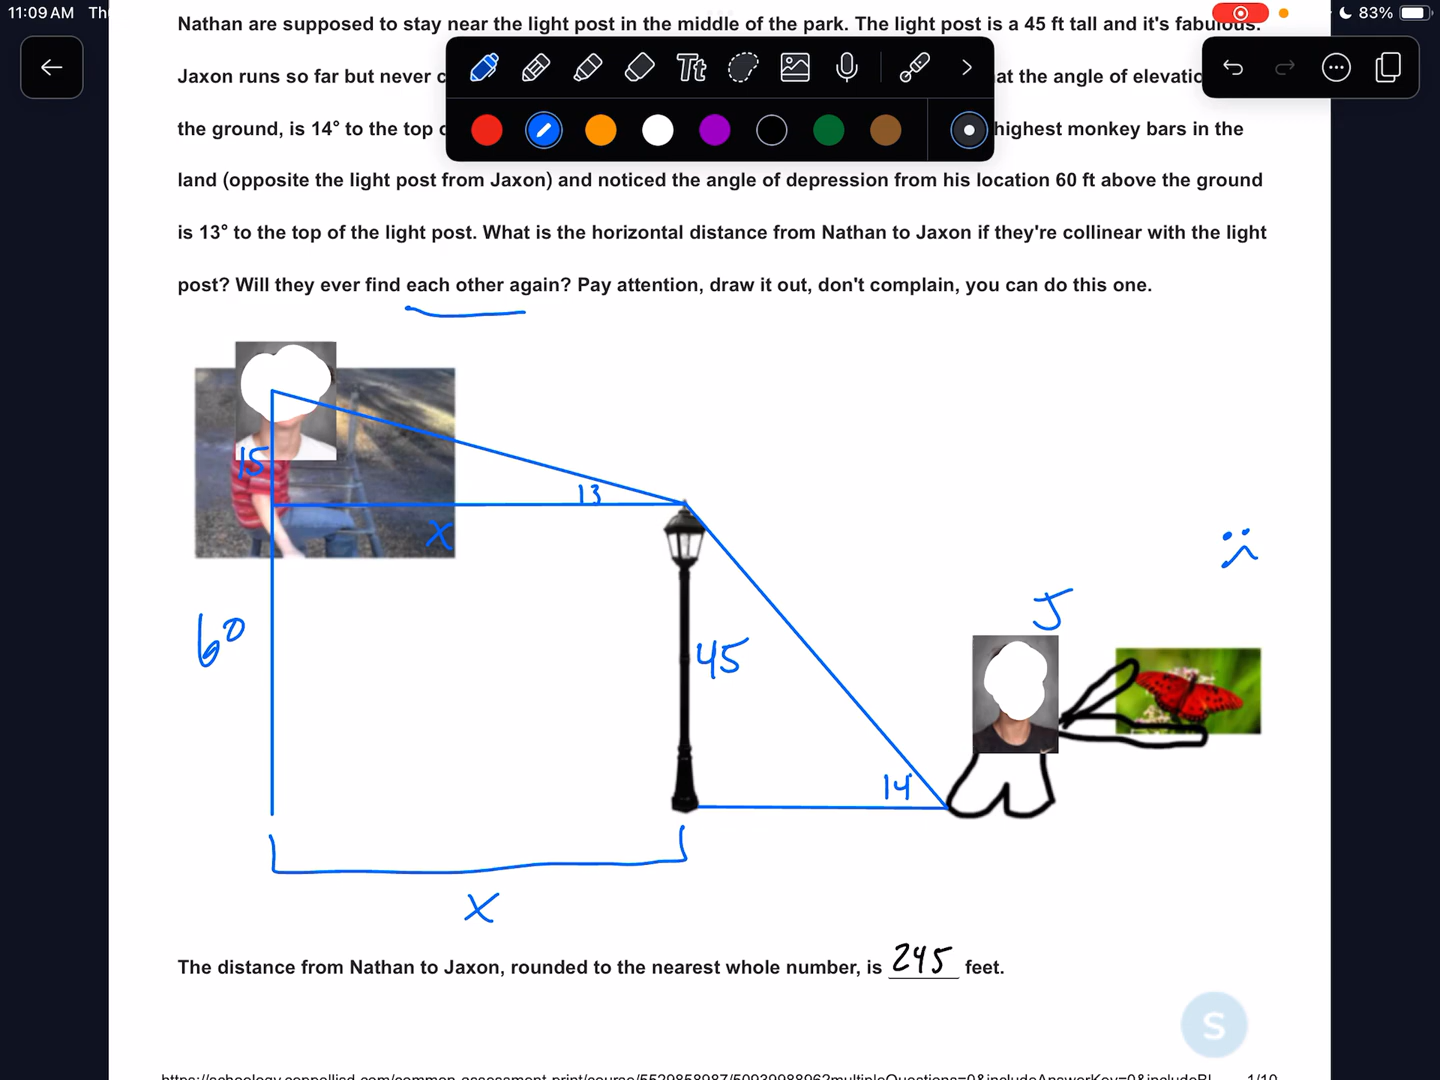 11:09 AM Thu
83%
Nathan are supposed to stay near the light post in the middle of the park. The light post is a 45 ft tall and it's fabulous.
Jaxon runs so far but never c
at the angle of elevatio
Tt
the ground, is 14° to the top o
highest monkey bars in the
land (opposite the light post from Jaxon) and noticed the angle of depression from his location 60 ft above the ground
is 13° to the top of the light post. What is the horizontal distance from Nathan to Jaxon if they're collinear with the light
post? Will they ever find each other again? Pay attention, draw it out, don't complain, you can do this one.
15
13
x
J
60
45
14
x
The distance from Nathan to Jaxon, rounded to the nearest whole number, is 245 feet.
S
1/10